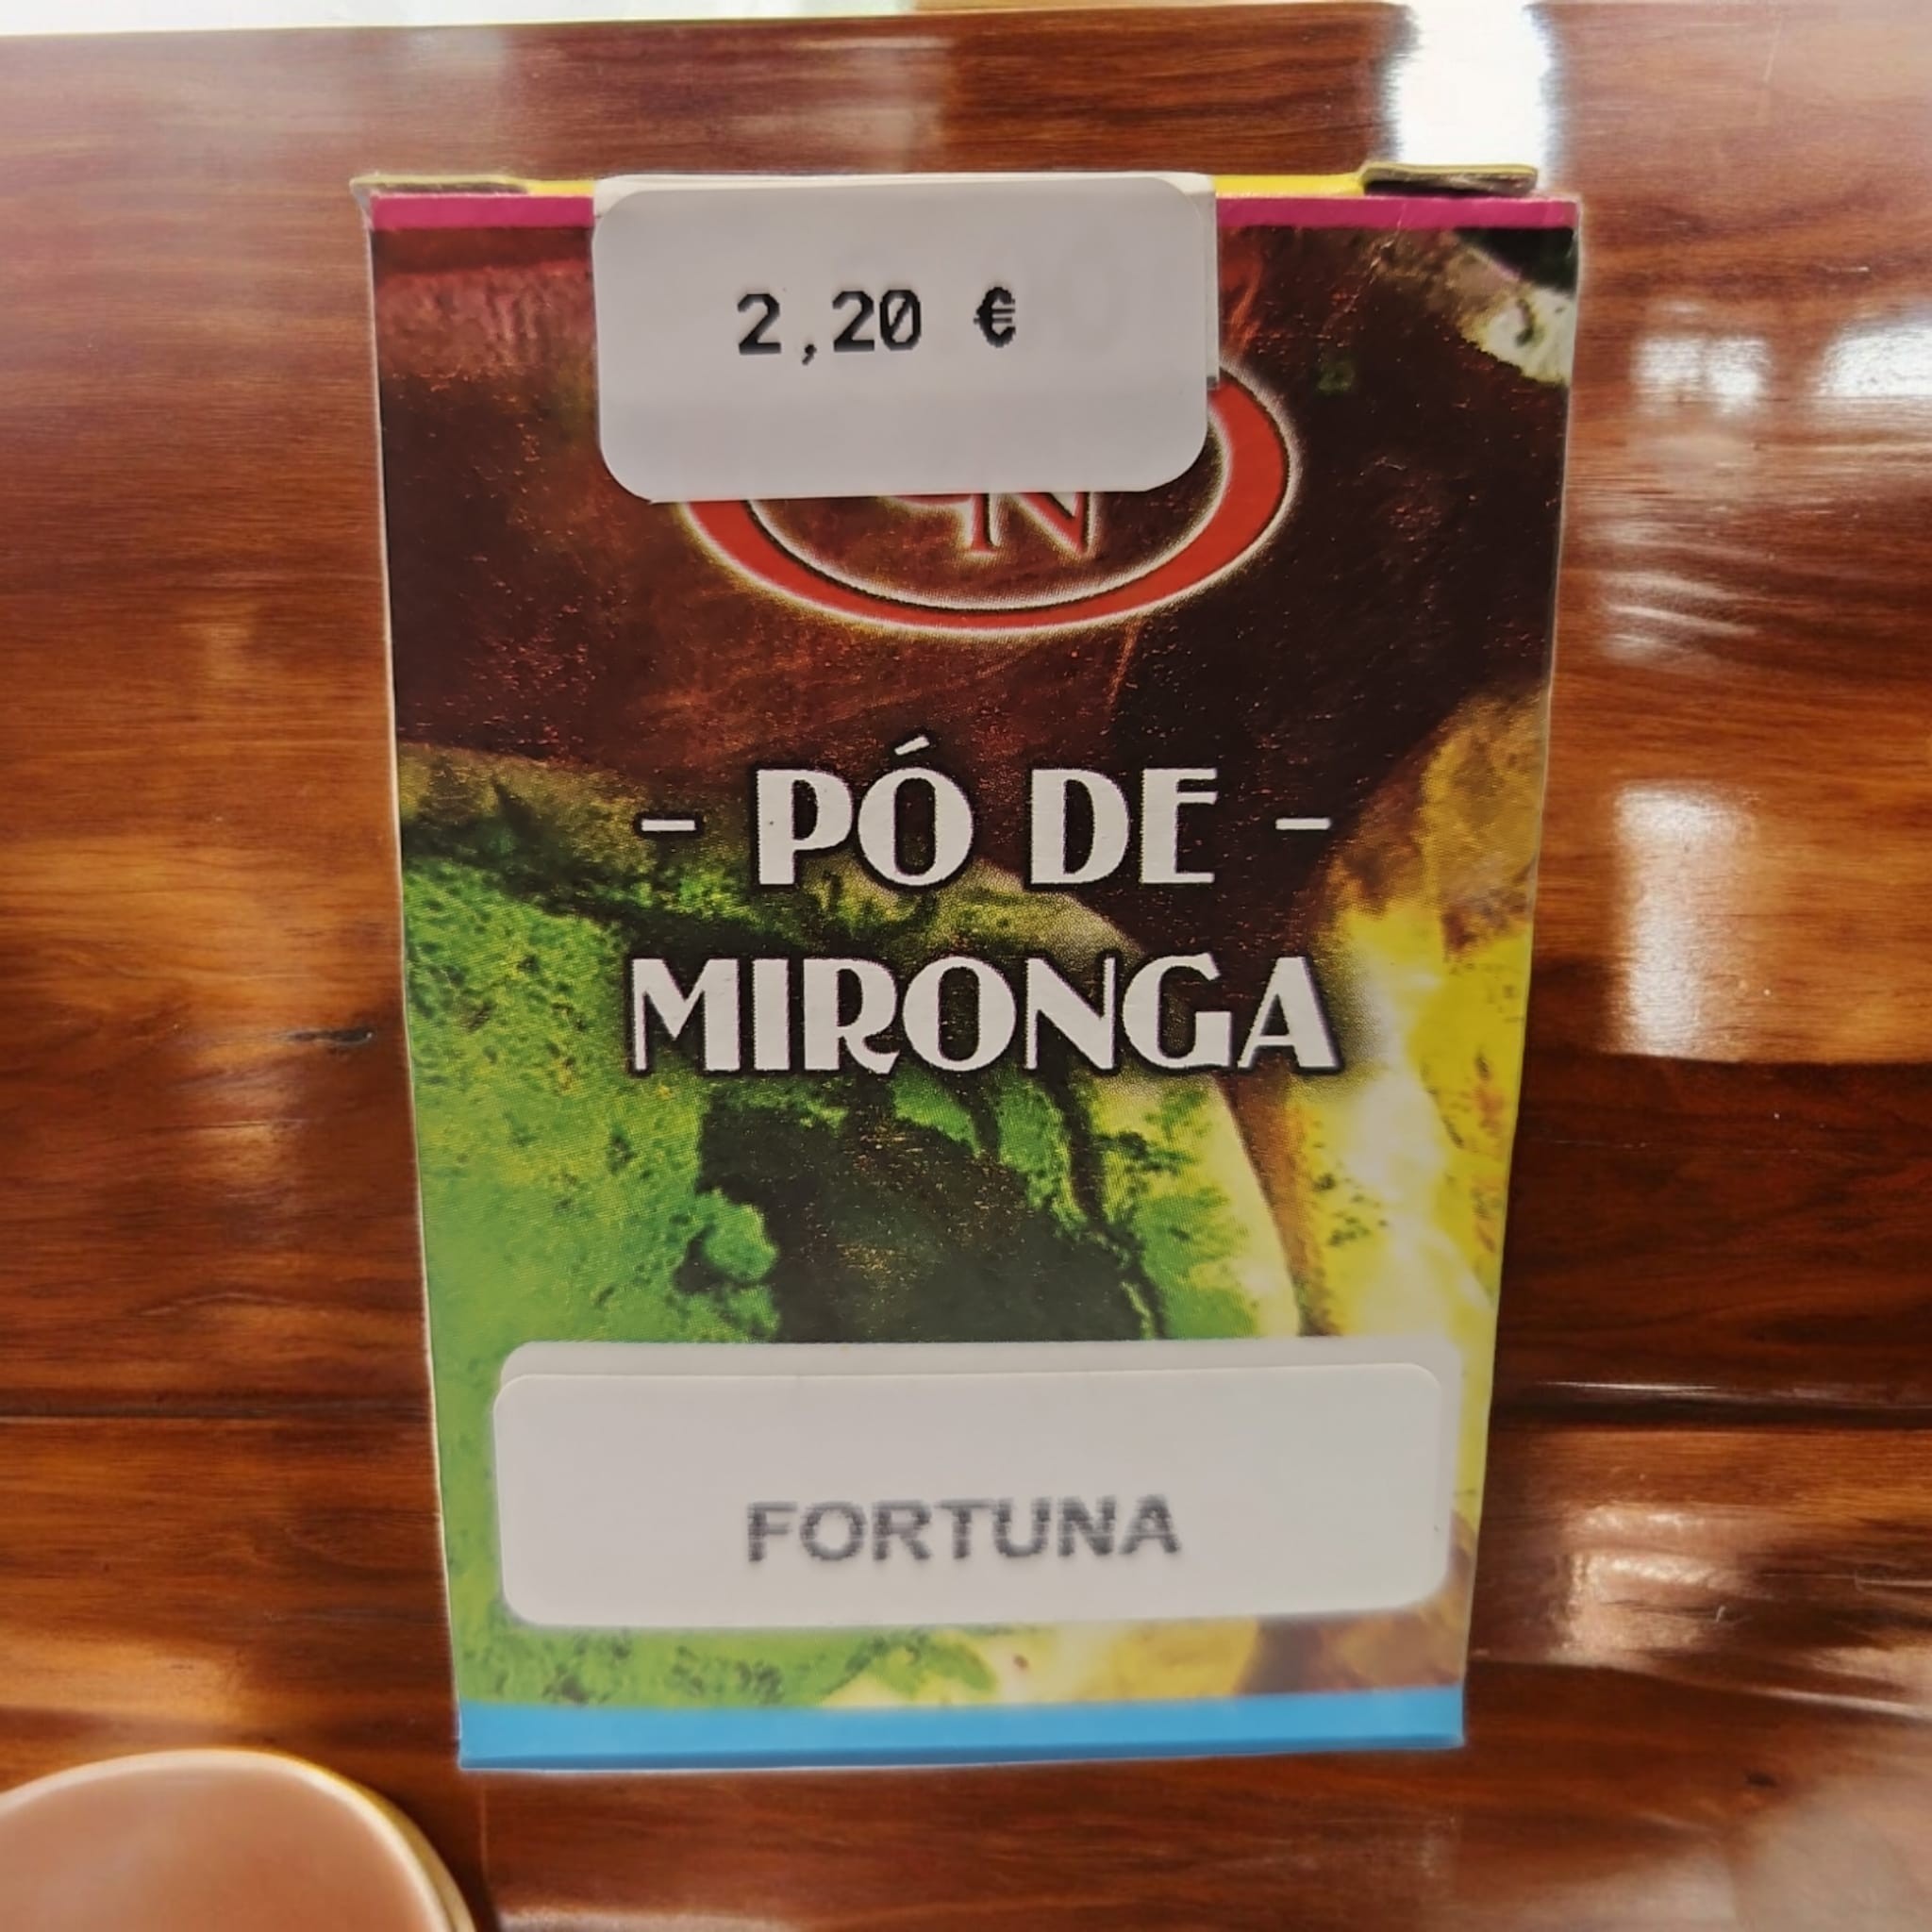 2,20 €
- PÓ DE -
MIRONGA
FORTUNA